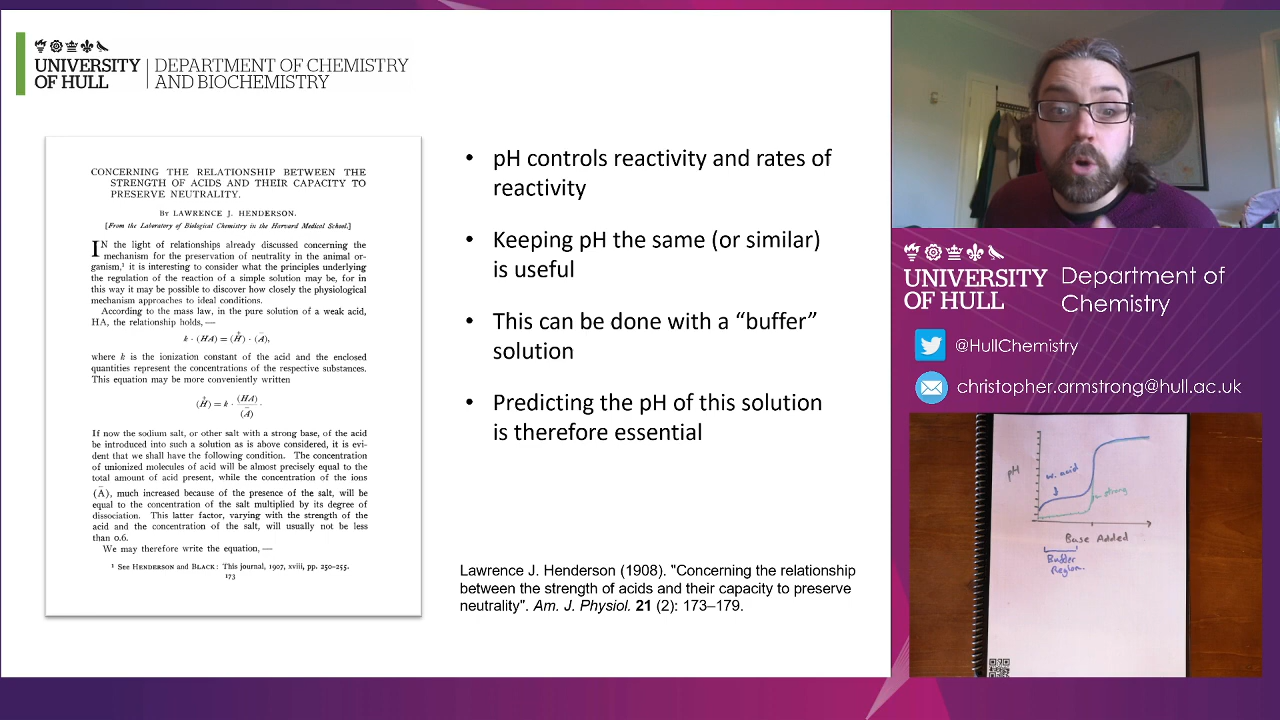 UNIVERSITY OF HULL
DEPARTMENT OF CHEMISTRY
AND BIOCHEMISTRY
CONCERNING THE RELATIONSHIP BETWEEN THE
STRENGTH OF ACIDS AND THEIR CAPACITY TO
PRESERVE NEUTRALITY.
BY LAWRENCE J. HENDERSON.
[From the Laboratory of Biological Chemistry in the Harvard Medical School.]
IN the light of relationships already discussed concerning the
mechanism for the preservation of neutrality in the animal or-
ganism,¹ it is interesting to consider what the principles underlying
the regulation of the reaction of a simple solution may be, for in
this way it may be possible to discover how closely the physiological
mechanism approaches to ideal conditions.
According to the mass law, in the pure solution of a weak acid,
HA, the relationship holds, —
k · (HA) = (H⁺) · (A⁻),
where k is the ionization constant of the acid and the enclosed
quantities represent the concentrations of the respective substances.
This equation may be more conveniently written
(H⁺) = k · (HA)/(A⁻) ·
If now the sodium salt, or other salt with a strong base, of the acid
be introduced into such a solution as is above considered, it is evi-
dent that we shall have the following condition. The concentration
of unionized molecules of acid will be almost precisely equal to the
total amount of acid present, while the concentration of the ions
(A⁻), much increased because of the presence of the salt, will be
equal to the concentration of the salt multiplied by its degree of
dissociation. This latter factor, varying with the strength of the
acid and the concentration of the salt, will usually not be less
than 0.6.
We may therefore write the equation, —
¹ See HENDERSON and BLACK: This journal, 1907, xviii, pp. 250-255.
173
• pH controls reactivity and rates of
reactivity
• Keeping pH the same (or similar)
is useful
• This can be done with a “buffer”
solution
• Predicting the pH of this solution
is therefore essential
Lawrence J. Henderson (1908). "Concerning the relationship
between the strength of acids and their capacity to preserve
neutrality". Am. J. Physiol. 21 (2): 173–179.
UNIVERSITY
OF HULL
Department of
Chemistry
@HullChemistry
christopher.armstrong@hull.ac.uk
pH
w. acid
strong
Base Added
Buffer
Region.